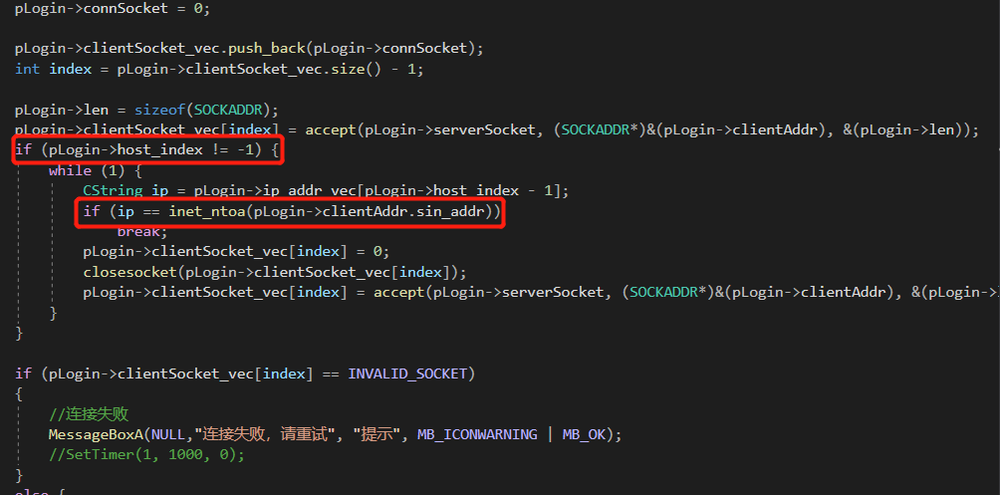 pLogin->connSocket = 0;
pLogin->clientSocket_vec.push_back(pLogin->connSocket);
int index = pLogin->clientSocket_vec.size() - 1;
pLogin->len = sizeof(SOCKADDR);
pLogin->clientSocket_vec[index] = accept(pLogin->serverSocket, (SOCKADDR*)&(pLogin->clientAddr), &(pLogin->len));
if (pLogin->host_index != -1) {
while (1) {
CString ip = pLogin->ip_addr_vec[pLogin->host_index - 1];
if (ip == inet_ntoa(pLogin->clientAddr.sin_addr))
break;
pLogin->clientSocket_vec[index] = 0;
closesocket(pLogin->clientSocket_vec[index]);
pLogin->clientSocket_vec[index] = accept(pLogin->serverSocket, (SOCKADDR*)&(pLogin->clientAddr), &(pLogin->
}
}
if (pLogin->clientSocket_vec[index] == INVALID_SOCKET)
{
//连接失败
MessageBoxA(NULL,"连接失败，请重试", "提示", MB_ICONWARNING | MB_OK);
//SetTimer(1, 1000, 0);
}
else {